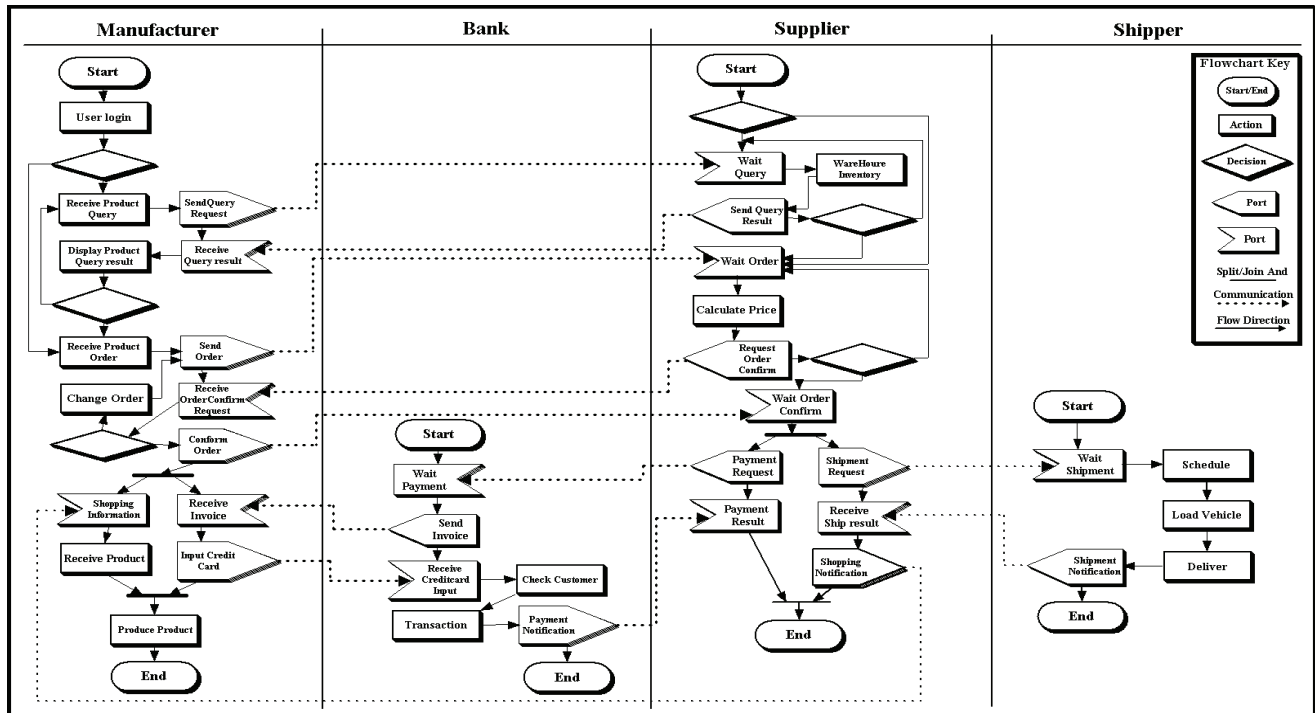 Manufacturer
Bank
Supplier
Shipper
Start
User login
Receive Product
Query
SendQuery
Request
Display Product
Query result
Receive
Query result
Receive Product
Order
Send
Order
Change Order
Receive
OrderConfirm
Request
Conform
Order
Shopping
Information
Receive
Invoice
Receive Product
Input Credit
Card
Produce Product
End
Start
Wait
Payment
Send
Invoice
Receive
Creditcard
Input
Check Customer
Transaction
Payment
Notification
End
Start
Wait
Query
WareHoure
Inventory
Send Query
Result
Wait Order
Calculate Price
Request
Order
Confirm
Wait Order
Confirm
Payment
Request
Shipment
Request
Payment
Result
Receive
Ship result
Shopping
Notification
End
Start
Wait
Shipment
Schedule
Load Vehicle
Shipment
Notification
Deliver
End
Flowchart Key
Start/End
Action
Decision
Port
Port
Split/Join And
Communication
Flow Direction